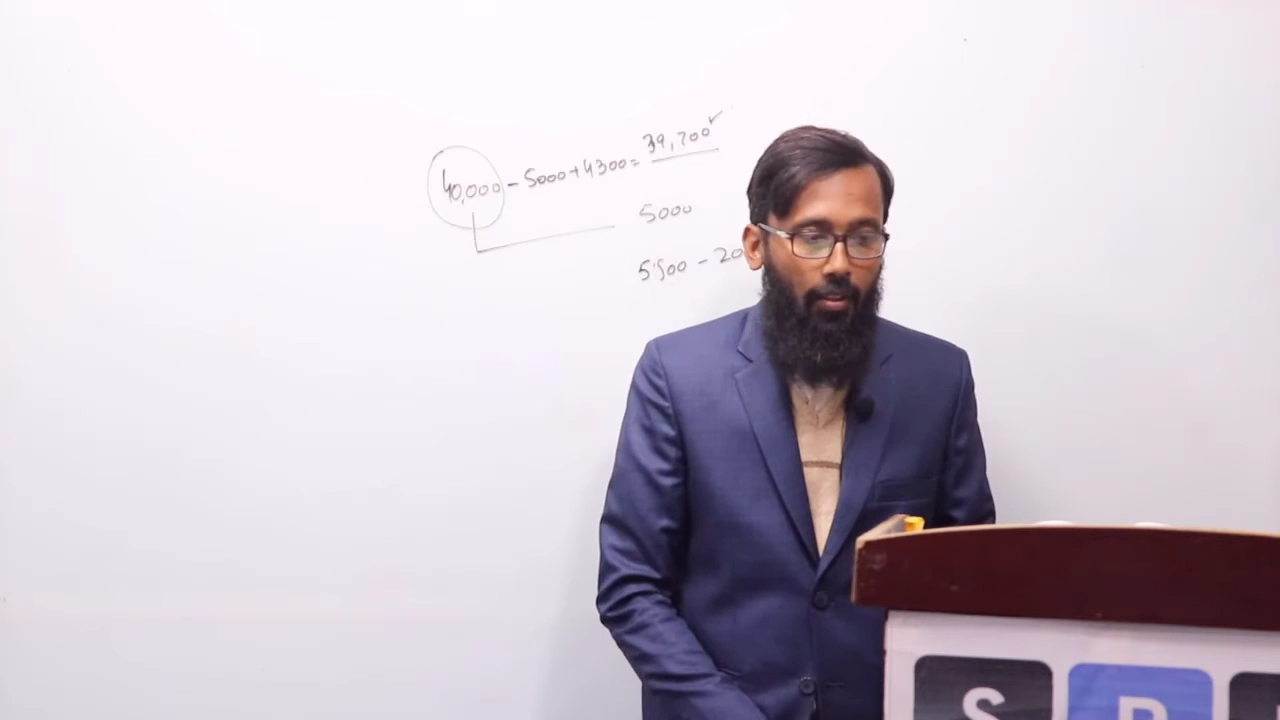 40,000 - 5000 + 4300 = 39,700 ✓
5000
5500 - 20
S D